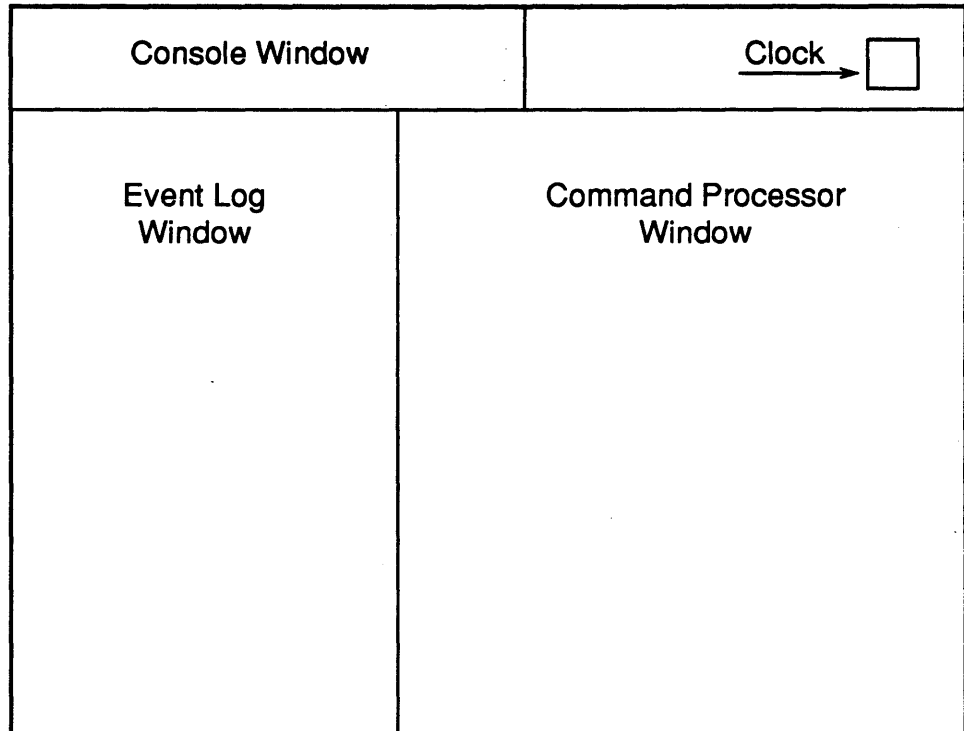 Console Window
Clock
Event Log
Window
Command Processor
Window